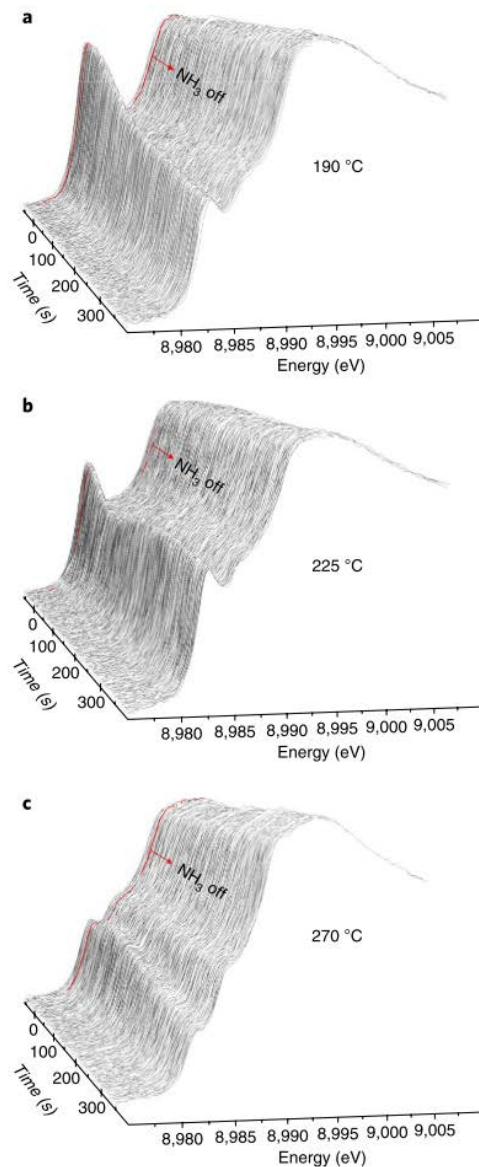 a
NH₃ off
190 °C
0
100
200
300
Time (s)
8,980 8,985 8,990 8,995 9,000 9,005
Energy (eV)
b
NH₃ off
225 °C
0
100
200
300
Time (s)
8,980 8,985 8,990 8,995 9,000 9,005
Energy (eV)
c
NH₃ off
270 °C
0
100
200
300
Time (s)
8,980 8,985 8,990 8,995 9,000 9,005
Energy (eV)